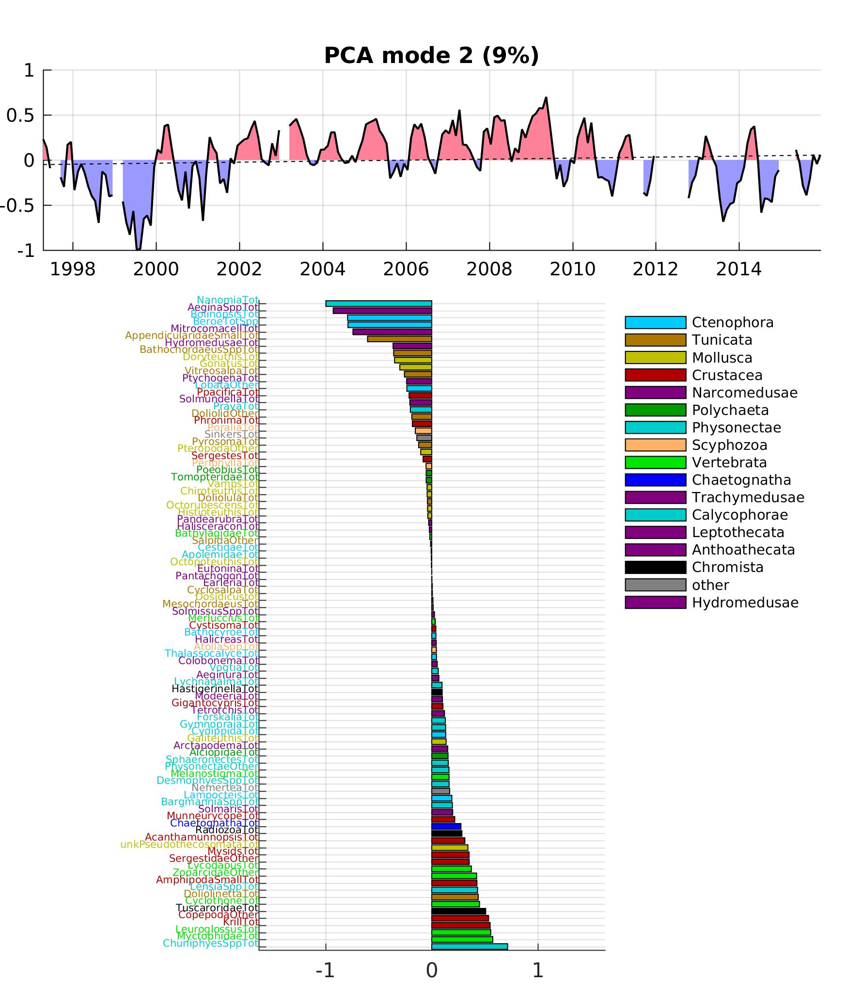 PCA mode 2 (9%)
1
0.5
0
-0.5
-1
1998 2000 2002 2004 2006 2008 2010 2012 2014
NanomiaTot
AeginaSppTot
BolinopsisTot
BeroeTotSpp
MitrocomacellTot
AppendicularidaeSmallTot
HydromedusaeTot
BathochordaeusSppTot
DoryteuthisTot
GonatusTot
VitreosalpaTot
PtychogenaTot
LobataOther
PpacificaTot
SolmundellaTot
PrayaTot
DoliolidOther
PhronimaTot
PoraliaTot
SinkersTot
PyrosomaTot
PteropodaOther
SergestesTot
PeriphyllaTot
PoeobiusTot
TomopteridaeTot
VampsTot
ChiroteuthisTot
DoliolulaTot
OctorubescensTot
HistioteuthisTot
PandearubraTot
HalisceraconTot
BathylagidaeTot
SalpidaOther
CestidaeTot
ApolemidaeTot
OctopoteuthisTot
EutoninaTot
PantachogonTot
EarleriaTot
CyclosalpaTot
Dosidicustot
MesochordaeusTot
SolmissusSppTot
MerlucciusTot
CystisomaTot
BathocyroeTot
HalicreasTot
AtollaSppTot
ThalassocalyceTot
ColobonemaTot
VogtiaTot
AeginuraTot
LychnagalmaTot
HastigerinellaTot
ModeeriaTot
GigantocyprisTot
TetrorchisTot
ForskaliaTot
GymnopraiaTot
CydippidaTot
GaliteuthisTot
ArctapodemaTot
AlciopidaeTot
SphaeronectesTot
PhysonectaeOther
MelanostigmaTot
DesmophyesSppTot
NemerteaTot
LampocteisTot
BargmanniaSppTot
SolmarisTot
MunneurycopeTot
ChaetognathaTot
RadiozoaTot
AcanthamunnopsisTot
unkPseudothecosomataTot
MysidsTot
SergestidaeOther
LycodapusTot
ZoarcidaeOther
AmphipodaSmallTot
LensiaSppTot
DoliolinettaTot
CyclothoneTot
TuscaroridaeTot
CopepodaOther
KrillTot
LeuroglossusTot
MyctophidaeTot
ChuniphyesSppTot
-1 0 1
Ctenophora
Tunicata
Mollusca
Crustacea
Narcomedusae
Polychaeta
Physonectae
Scyphozoa
Vertebrata
Chaetognatha
Trachymedusae
Calycophorae
Leptothecata
Anthoathecata
Chromista
other
Hydromedusae